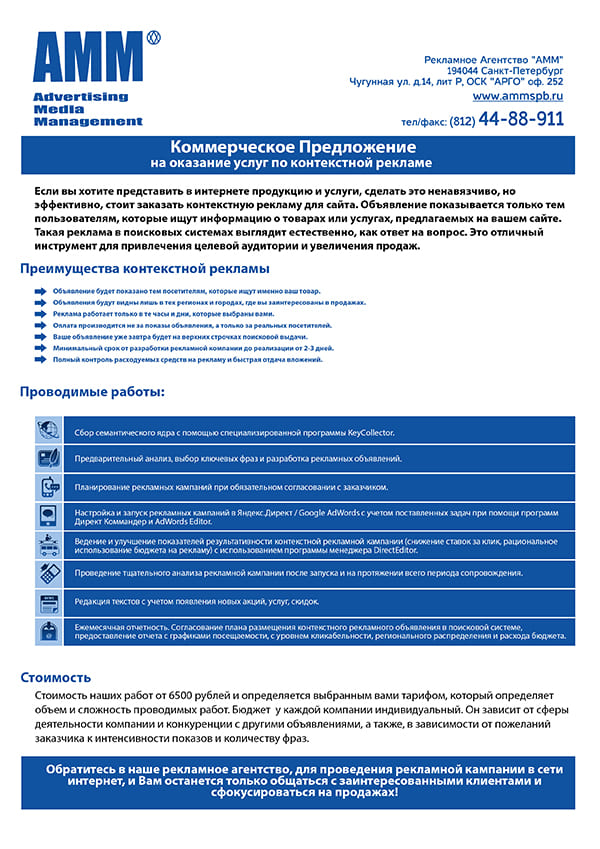 АММ
Advertising
Media
Management
Рекламное Агентство "АММ"
194044 Санкт-Петербург
Чугунная ул. д.14, лит Р, ОСК "АРГО" оф. 252
www.ammspb.ru
тел/факс: (812) 44-88-911
Коммерческое Предложение
на оказание услуг по контекстной рекламе
Если вы хотите представить в интернете продукцию и услуги, сделать это ненавязчиво, но
эффективно, стоит заказать контекстную рекламу для сайта. Объявление показывается только тем
пользователям, которые ищут информацию о товарах или услугах, предлагаемых на вашем сайте.
Такая реклама в поисковых системах выглядит естественно, как ответ на вопрос. Это отличный
инструмент для привлечения целевой аудитории и увеличения продаж.
Преимущества контекстной рекламы
Объявление будет показано тем посетителям, которые ищут именно ваш товар.
Объявления будут видны лишь в тех регионах и городах, где вы заинтересованы в продажах.
Реклама работает только в те часы и дни, которые выбраны вами.
Оплата производится не за показы объявления, а только за реальных посетителей.
Ваше объявление уже завтра будет на верхних строчках поисковой выдачи.
Минимальный срок от разработки рекламной компании до реализации от 2-3 дней.
Полный контроль расходуемых средств на рекламу и быстрая отдача вложений.
Проводимые работы:
Сбор семантического ядра с помощью специализированной программы KeyCollector.
Предварительный анализ, выбор ключевых фраз и разработка рекламных объявлений.
Планирование рекламных кампаний при обязательном согласовании с заказчиком.
Настройка и запуск рекламных кампаний в Яндекс.Директ / Google AdWords с учетом поставленных задач при помощи программ
Директ Коммандер и AdWords Editor.
Ведение и улучшение показателей результативности контекстной рекламной кампании (снижение ставок за клик, рациональное
использование бюджета на рекламу) с использованием программы менеджера DirectEditor.
Проведение тщательного анализа рекламной кампании после запуска и на протяжении всего периода сопровождения.
Редакция текстов с учетом появления новых акций, услуг, скидок.
Ежемесячная отчетность. Согласование плана размещения контекстного рекламного объявления в поисковой системе,
предоставление отчета с графиками посещаемости, с уровнем кликабельности, регионального распределения и расхода бюджета.
Стоимость
Стоимость наших работ от 6500 рублей и определяется выбранным вами тарифом, который определяет
объем и сложность проводимых работ. Бюджет у каждой компании индивидуальный. Он зависит от сферы
деятельности компании и конкуренции с другими объявлениями, а также, в зависимости от пожеланий
заказчика к интенсивности показов и количеству фраз.
Обратитесь в наше рекламное агентство, для проведения рекламной кампании в сети
интернет, и Вам останется только общаться с заинтересованными клиентами и
сфокусироваться на продажах!